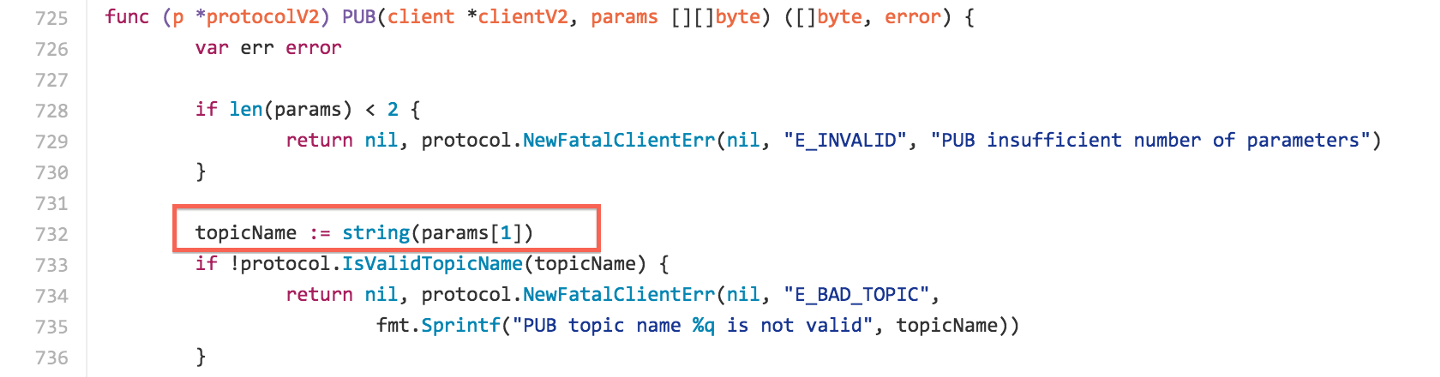 725 func (p *protocolV2) PUB(client *clientV2, params [][]byte) ([]byte, error) {
726 var err error
727
728 if len(params) < 2 {
729 return nil, protocol.NewFatalClientErr(nil, "E_INVALID", "PUB insufficient number of parameters")
730 }
731
732 topicName := string(params[1])
733 if !protocol.IsValidTopicName(topicName) {
734 return nil, protocol.NewFatalClientErr(nil, "E_BAD_TOPIC",
735 fmt.Sprintf("PUB topic name %q is not valid", topicName))
736 }